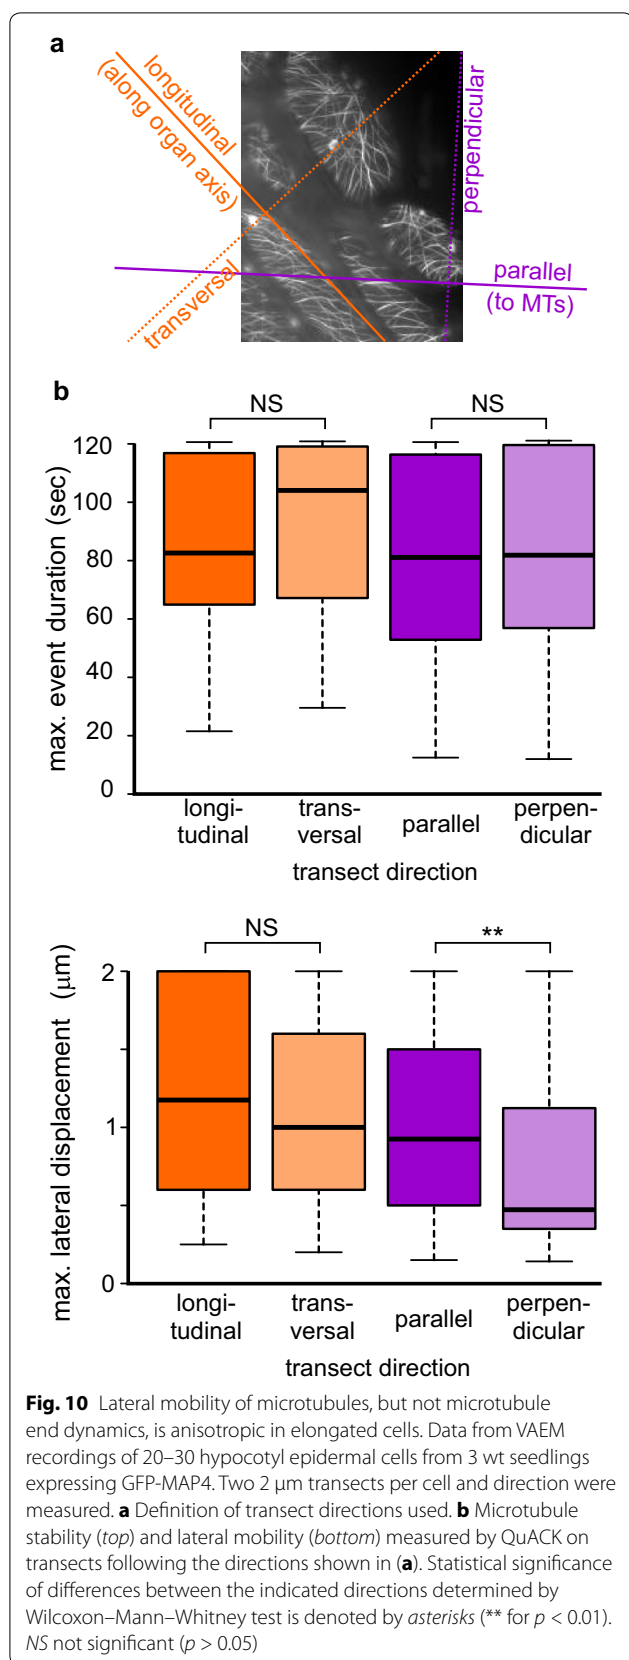 a
longitudinal
(along organ axis)
perpendicular
transversal
parallel
(to MTs)
b
NS
NS
max. event duration (sec)
120
100
80
60
40
20
0
longi-
tudinal
trans-
versal
parallel
perpen-
dicular
transect direction
NS
**
max. lateral displacement (µm)
2
1
0
longi-
tudinal
trans-
versal
parallel
perpen-
dicular
transect direction
Fig. 10 Lateral mobility of microtubules, but not microtubule
end dynamics, is anisotropic in elongated cells. Data from VAEM
recordings of 20–30 hypocotyl epidermal cells from 3 wt seedlings
expressing GFP-MAP4. Two 2 µm transects per cell and direction were
measured. a Definition of transect directions used. b Microtubule
stability (top) and lateral mobility (bottom) measured by QuACK on
transects following the directions shown in (a). Statistical significance
of differences between the indicated directions determined by
Wilcoxon–Mann–Whitney test is denoted by asterisks (** for p < 0.01).
NS not significant (p > 0.05)